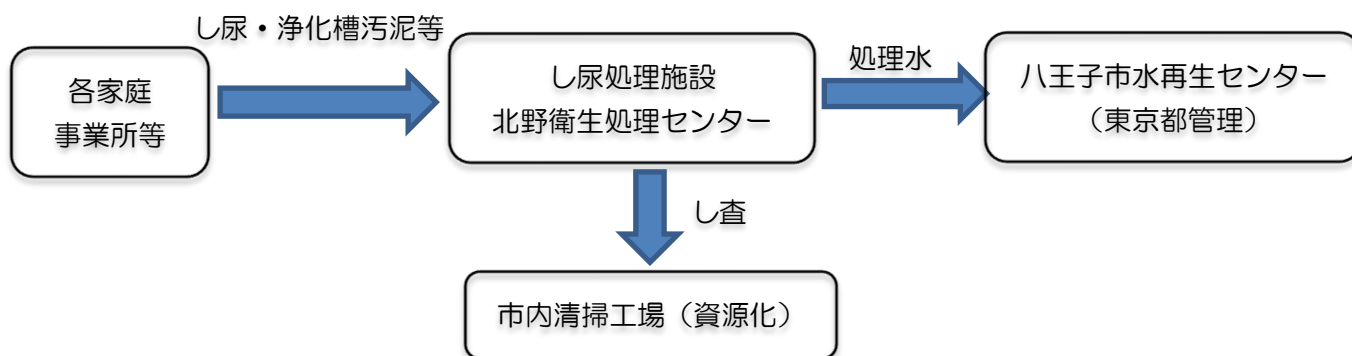 し尿・浄化槽汚泥等
各家庭
事業所等
し尿処理施設
北野衛生処理センター
処理水
八王子市水再生センター
（東京都管理）
し査
市内清掃工場（資源化）